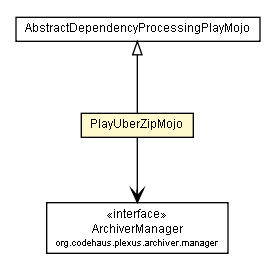 AbstractDependencyProcessingPlayMojo
PlayUberZipMojo
«interface»
ArchiverManager
org.codehaus.plexus.archiver.manager